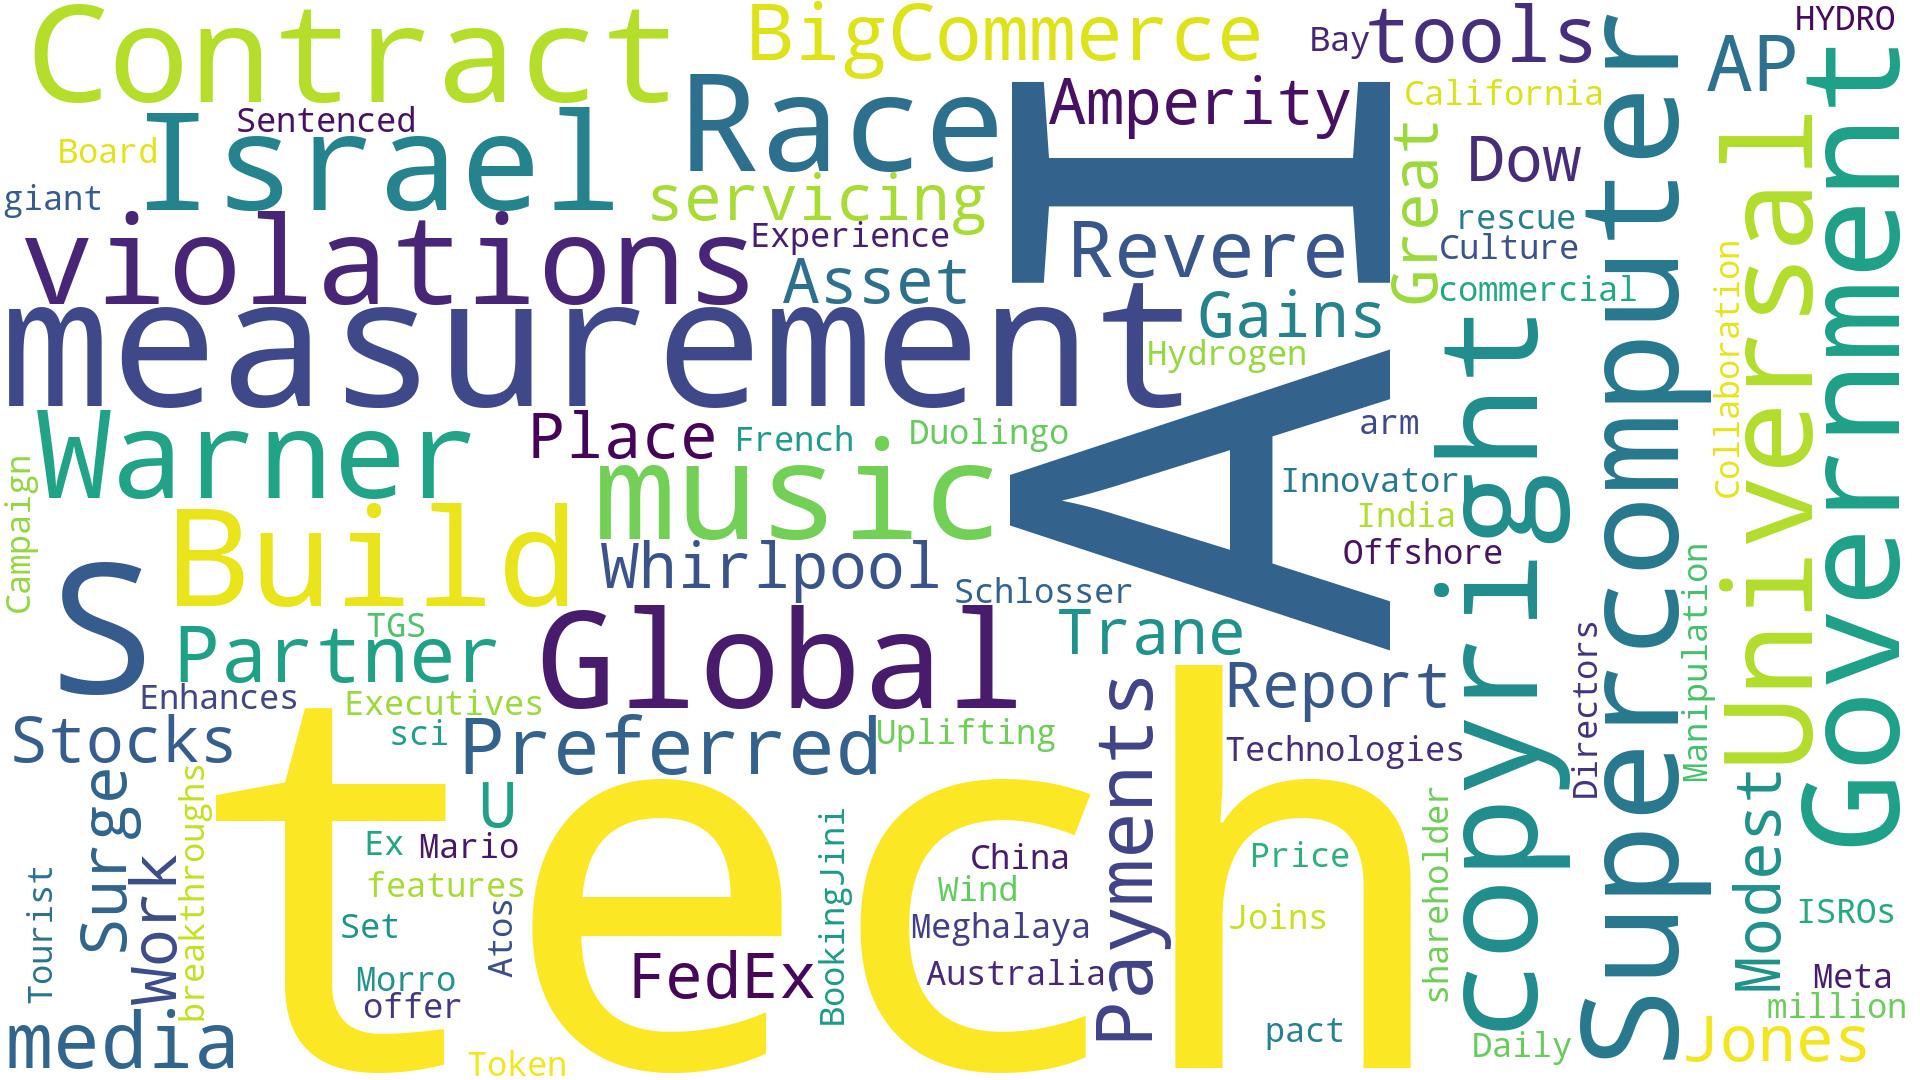 Contract
BigCommerce
Bay
tools
HYDRO
AP
Government
Sentenced
Israel
Race
Amperity
AI
California
Supercomputer
Universal
Board
giant
servicing
Great
Dow
rescue
Culture
commercial
violations
Experience
Revere
Asset
Gains
measurement
Hydrogen
copyright
Collaboration
Warner
Place
French
Duolingo
arm
music
Innovator
India
Offshore
Campaign
Build
Whirlpool
Schlosser
S
TGS
Partner
Global
Trane
Directors
Manipulation
Enhances
Executives
Report
Stocks
sci
Preferred
Uplifting
Payments
Technologies
Surge
breakthroughs
tech
U
Modest
Work
Ex
Mario
features
BookingJini
China
Wind
Price
shareholder
Tourist
Set
Atos
Meghalaya
Joins
ISROs
Morro
offer
FedEx
Australia
Meta
million
media
Token
pact
Daily
Jones